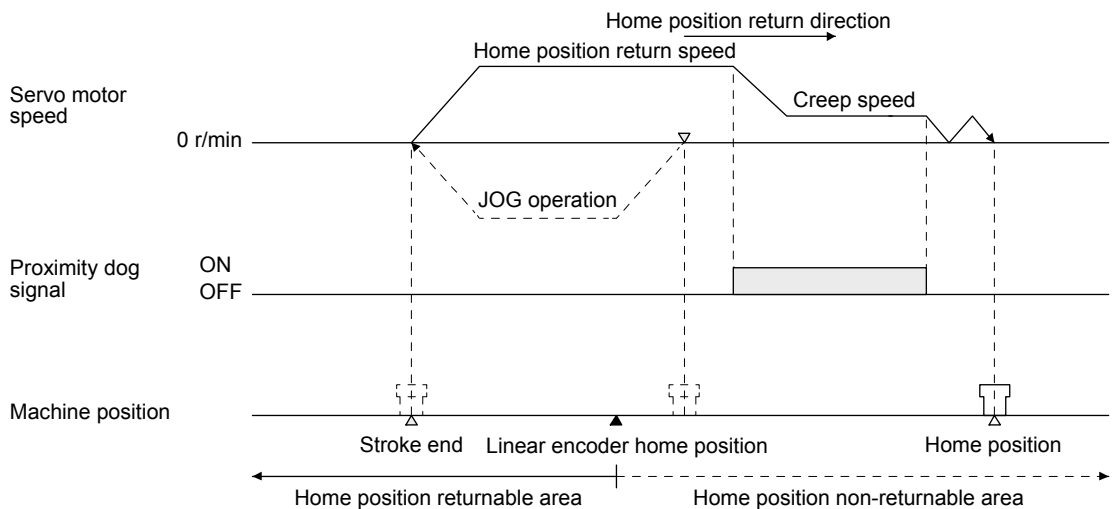 Home position return direction
Home position return speed
Servo motor
speed
Creep speed
0 r/min
JOG operation
Proximity dog
signal
ON
OFF
Machine position
Stroke end
Linear encoder home position
Home position
Home position returnable area
Home position non-returnable area